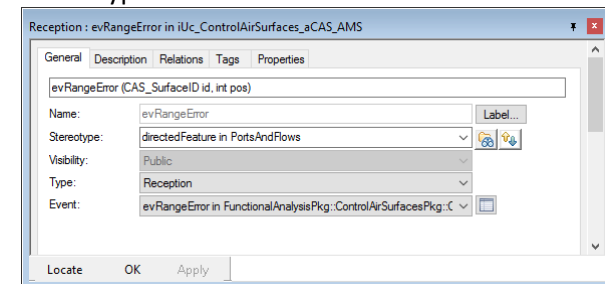 Reception : evRangeError in iUc_ControlAirSurfaces_aCAS_AMS
General Description Relations Tags Properties
evRangeError (CAS_SurfaceID id, int pos)
Name: evRangeError Label...
Stereotype: directedFeature in PortsAndFlows
Visibility: Public
Type: Reception
Event: evRangeError in FunctionalAnalysisPkg::ControlAirSurfacesPkg::
Locate OK Apply